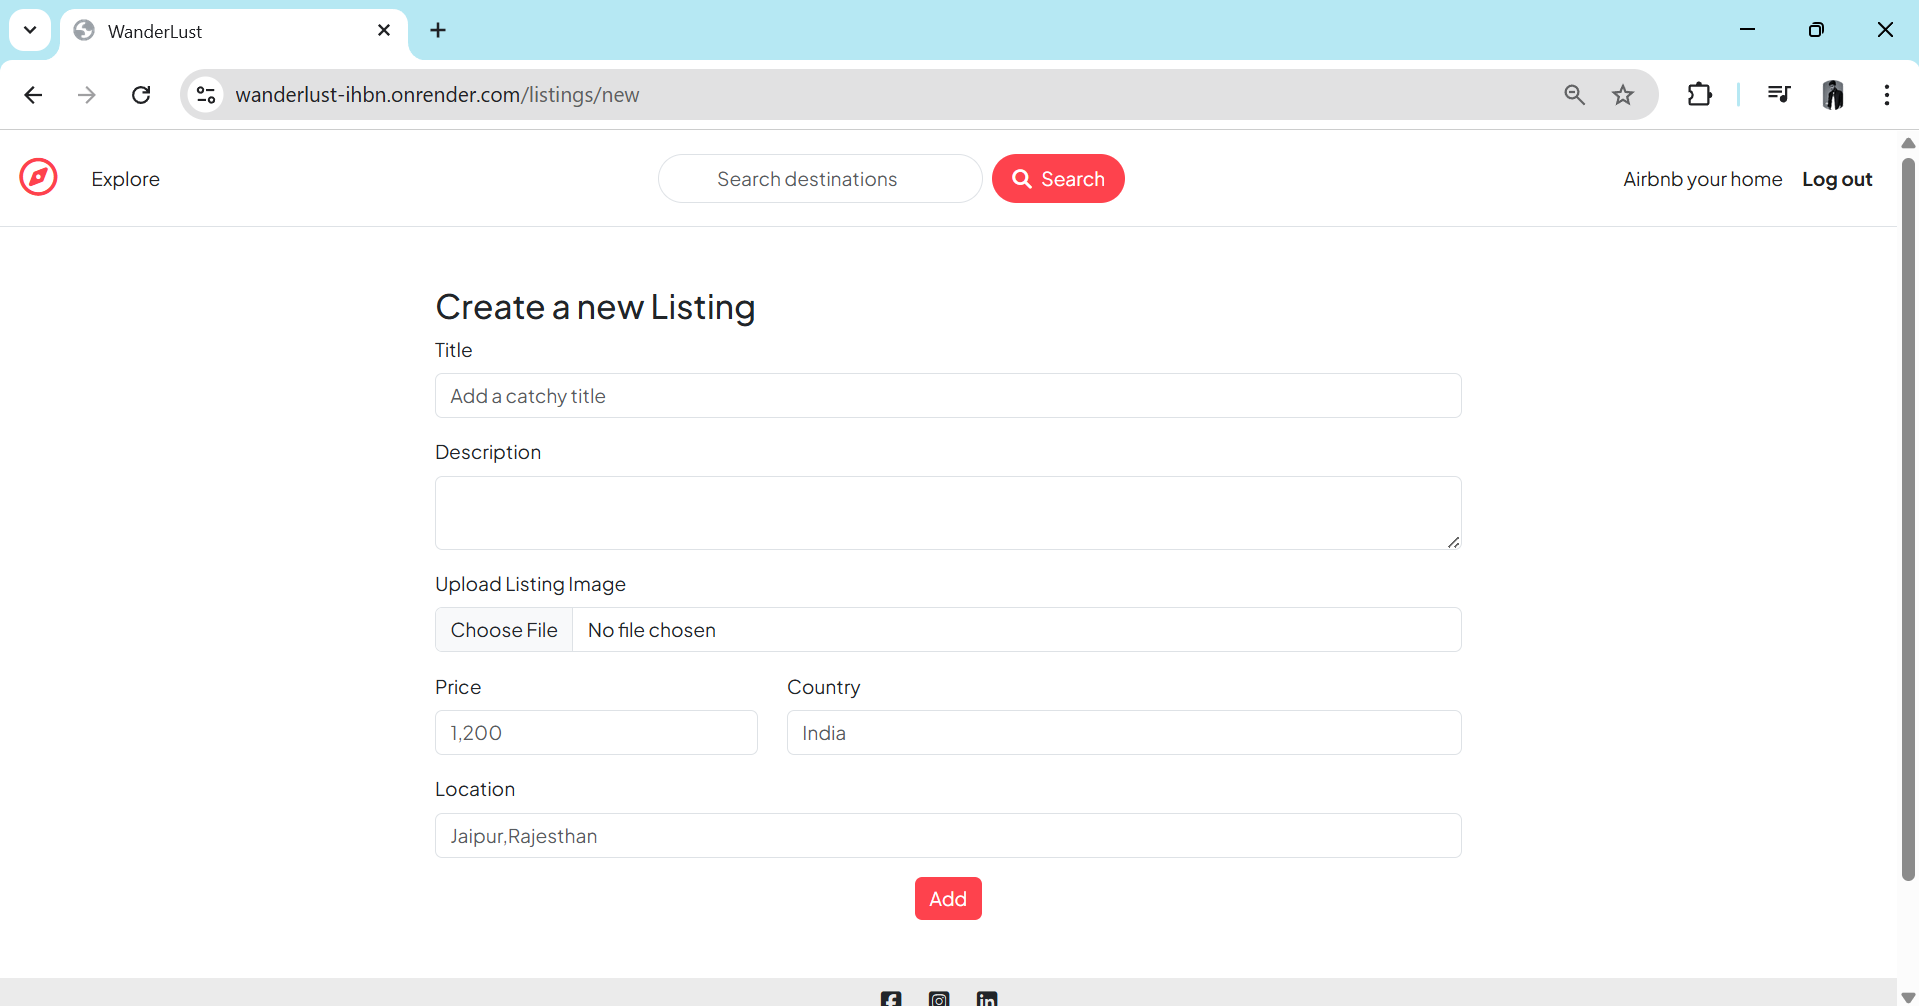 WanderLust
wanderlust-ihbn.onrender.com/listings/new
Explore
Search destinations
Search
Airbnb your home
Log out
Create a new Listing
Title
Add a catchy title
Description
Upload Listing Image
Choose File
No file chosen
Price
Country
1,200
India
Location
Jaipur,Rajesthan
Add